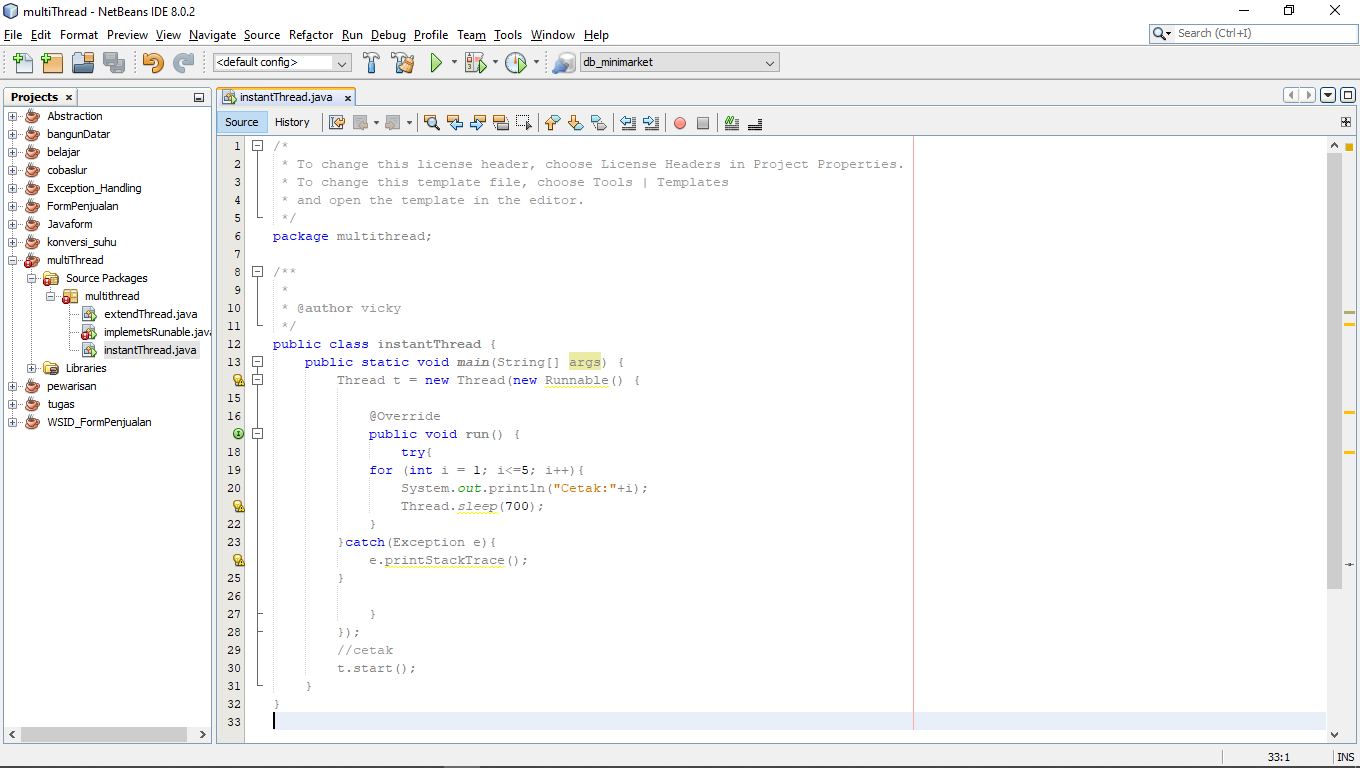 multiThread - NetBeans IDE 8.0.2
File Edit Format Preview View Navigate Source Refactor Run Debug Profile Team Tools Window Help
Search (Ctrl+I)
<default config>
db_minimarket
Projects
Abstraction
bangunDatar
belajar
cobaslur
Exception_Handling
FormPenjualan
Javaform
konversi_suhu
multiThread
Source Packages
multithread
extendThread.java
implemetsRunable.java
instantThread.java
Libraries
pewarisan
tugas
WSID_FormPenjualan
instantThread.java
Source History
1 /*
2 * To change this license header, choose License Headers in Project Properties.
3 * To change this template file, choose Tools | Templates
4 * and open the template in the editor.
5 */
6 package multithread;
7
8 /**
9 *
10 * @author vicky
11 */
12 public class instantThread {
13 public static void main(String[] args) {
Thread t = new Thread(new Runnable() {
15
16 @Override
public void run() {
18 try{
19 for (int i = 1; i<=5; i++){
20 System.out.println("Cetak:"+i);
Thread.sleep(700);
22 }
23 }catch(Exception e){
e.printStackTrace();
25 }
26
27 }
28 });
29 //cetak
30 t.start();
31 }
32 }
33
33:1 INS